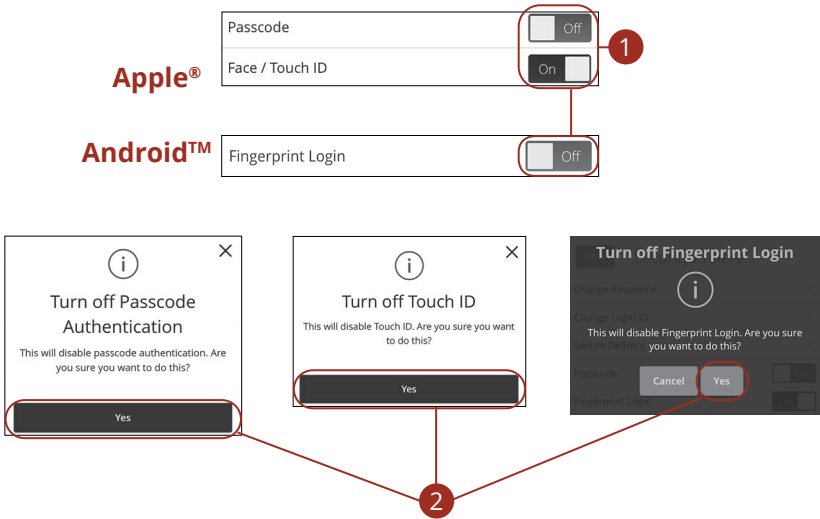 Passcode
Off
1
Face / Touch ID
On
Apple®
Android™
Fingerprint Login
Off
Turn off Passcode
Authentication
This will disable passcode authentication. Are
you sure you want to do this?
Yes
Turn off Touch ID
This will disable Touch ID. Are you sure you want
to do this?
Yes
Turn off Fingerprint Login
Change Password
Change Login ID
This will disable Fingerprint Login. Are you sure
you want to do this?
Secure Delivery
Passcode
Cancel
Yes
Fingerprint Login
On
2